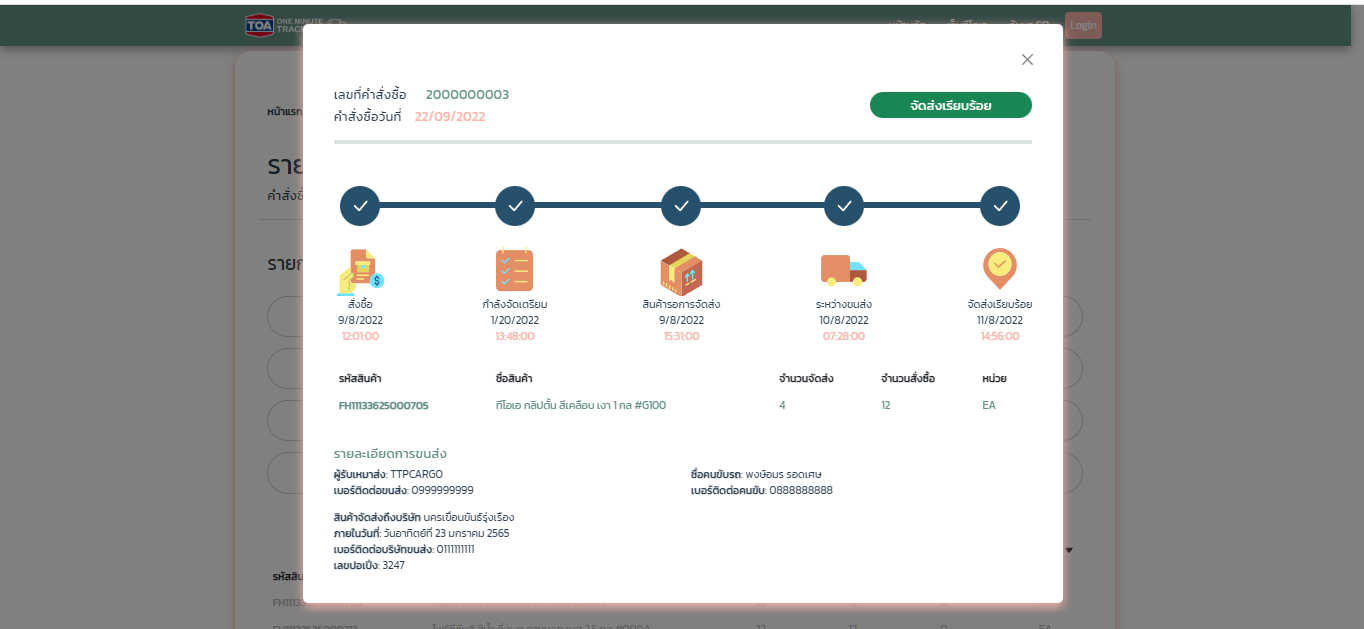 TOA ONE MINUTE
Login
เลขที่คำสั่งซื้อ 2000000003
คำสั่งซื้อวันที่ 22/09/2022
จัดส่งเรียบร้อย
หน้าแรก
สั่งซื้อ กำลังจัดเตรียม สินค้ารอการจัดส่ง ระหว่างขนส่ง จัดส่งเรียบร้อย
9/8/2022 1/20/2022 9/8/2022 10/8/2022 11/8/2022
12:01:00 13:48:00 15:31:00 07:28:00 14:56:00
รหัสสินค้า ชื่อสินค้า จำนวนจัดส่ง จำนวนสั่งซื้อ หน่วย
FH11133625000705 ทีโอเอ กลิปตั้น สีเคลือบ เงา 1 กล #G100 4 12 EA
รายละเอียดการขนส่ง
ผู้รับเหมาส่ง: TTPCARGO ชื่อคนขับรถ: พงษ์อมร รอดเศษ
เบอร์ติดต่อขนส่ง: 0999999999 เบอร์ติดต่อคนขับ: 0888888888
สินค้าจัดส่งถึงบริษัท นครเขื่อนขันธ์รุ่งเรือง
ภายในวันที่: วันอาทิตย์ที่ 23 มกราคม 2565
เบอร์ติดต่อบริษัทขนส่ง: 0111111111
เลขปอเปิ้ง: 3247